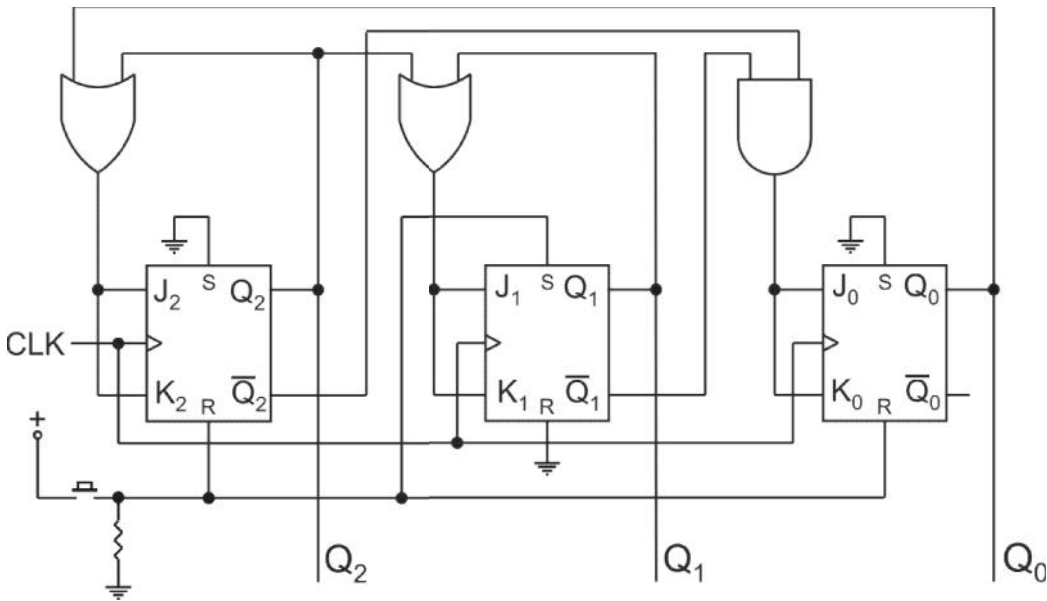 S
J₂ Q₂
CLK
K₂ R Q̅₂
S
J₁ Q₁
K₁ R Q̅₁
S
J₀ Q₀
K₀ R Q̅₀
+
Q₂
Q₁
Q₀